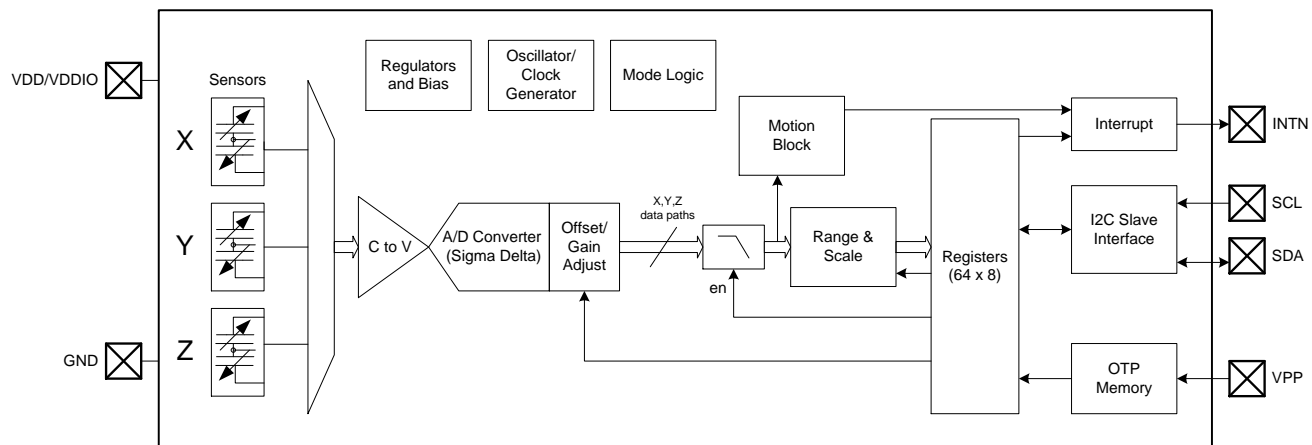 VDD/VDDIO
GND
Sensors
X
Y
Z
Regulators
and Bias
Oscillator/
Clock
Generator
Mode Logic
C to V
A/D Converter
(Sigma Delta)
Offset/
Gain
Adjust
X,Y,Z
data paths
en
Motion
Block
Range &
Scale
Registers
(64 x 8)
Interrupt
I2C Slave
Interface
OTP
Memory
INTN
SCL
SDA
VPP